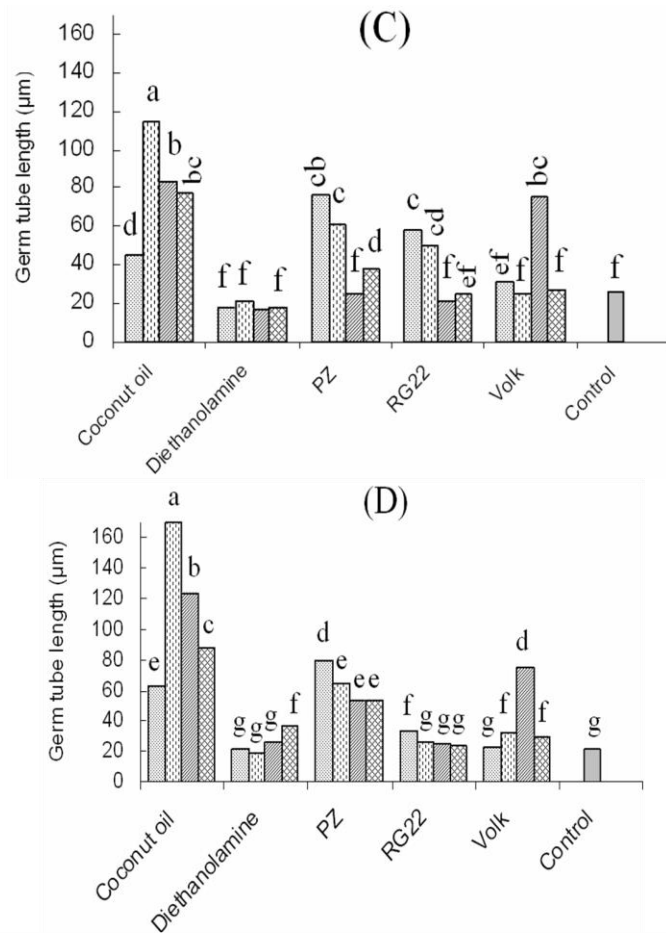 (C)
Germ tube length (µm)
160
140
120
100
80
60
40
20
0
d a b bc
f f f
cb c f d
c cd f ef
ef f bc f
f
Coconut oil
Diethanolamine
PZ
RG22
Volk
Control
(D)
Germ tube length (µm)
160
140
120
100
80
60
40
20
0
e a b c
g g g f
d e e e
f g g g
g f d f
g
Coconut oil
Diethanolamine
PZ
RG22
Volk
Control